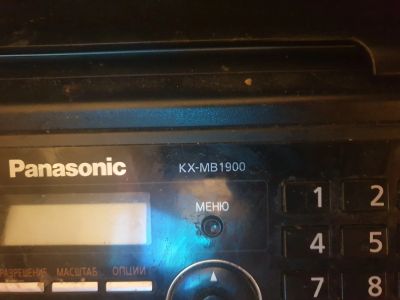 Panasonic KX-MB1900
МЕНЮ
1 2
4 5
РАЗРЕШЕНИЕ МАСШТАБ ОПЦИИ
7 8